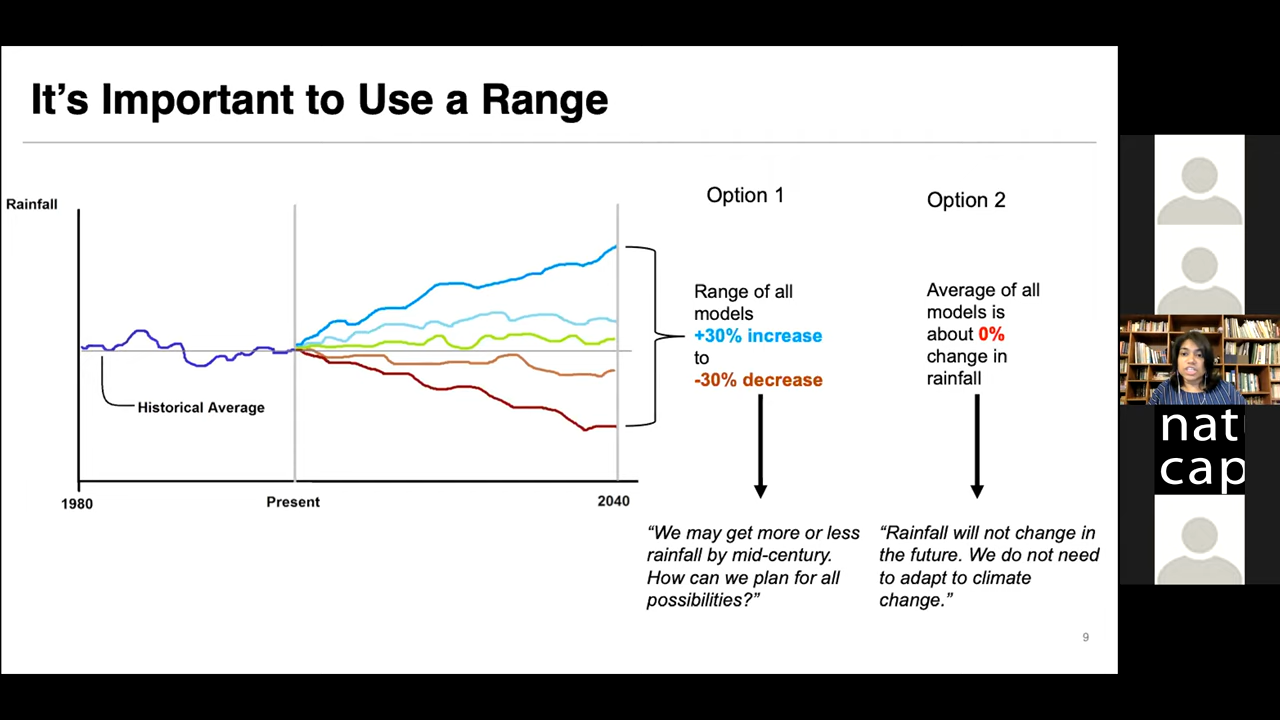 It's Important to Use a Range
Rainfall
Historical Average
1980
Present
2040
Option 1
Range of all
models
+30% increase
to
-30% decrease
“We may get more or less
rainfall by mid-century.
How can we plan for all
possibilities?”
Option 2
Average of all
models is
about 0%
change in
rainfall
“Rainfall will not change in
the future. We do not need
to adapt to climate
change.”
9
nat
cap